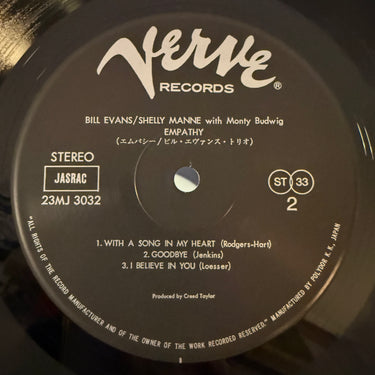 Verve
RECORDS ®
BILL EVANS/SHELLY MANNE with Monty Budwig
EMPATHY
(エムパシー/ビル・エヴァンス・トリオ)
STEREO
JASRAC
23MJ 3032
ST 33
2
1. WITH A SONG IN MY HEART (Rodgers-Hart)
2. GOODBYE (Jenkins)
3. I BELIEVE IN YOU (Loesser)
Produced by Creed Taylor
"ALL RIGHTS OF THE RECORD MANUFACTURER AND OF THE OWNER OF THE WORK RECORDED RESERVED." MANUFACTURED BY POLYDOR K.K., JAPAN